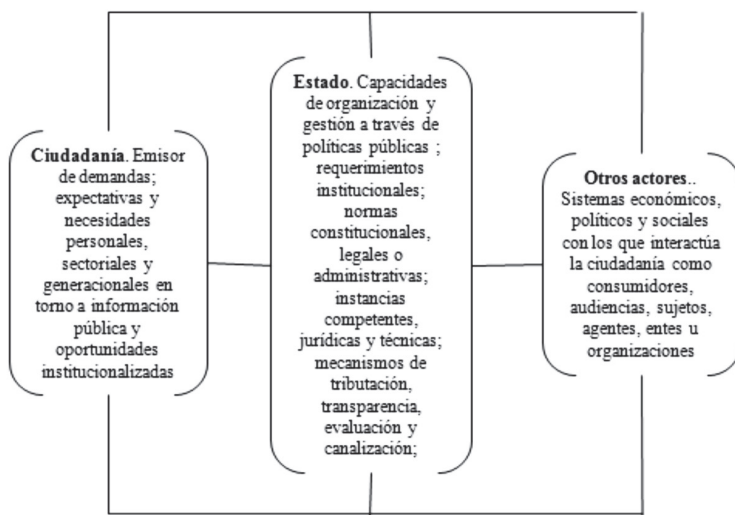 Ciudadanía. Emisor
de demandas;
expectativas y
necesidades
personales,
sectoriales y
generacionales en
torno a información
pública y
oportunidades
institucionalizadas
Estado. Capacidades
de organización y
gestión a través de
políticas públicas ;
requerimientos
institucionales;
normas
constitucionales,
legales o
administrativas;
instancias
competentes,
jurídicas y técnicas;
mecanismos de
tributación,
transparencia,
evaluación y
canalización;
Otros actores..
Sistemas económicos,
políticos y sociales
con los que interactúa
la ciudadanía como
consumidores,
audiencias, sujetos,
agentes, entes u
organizaciones